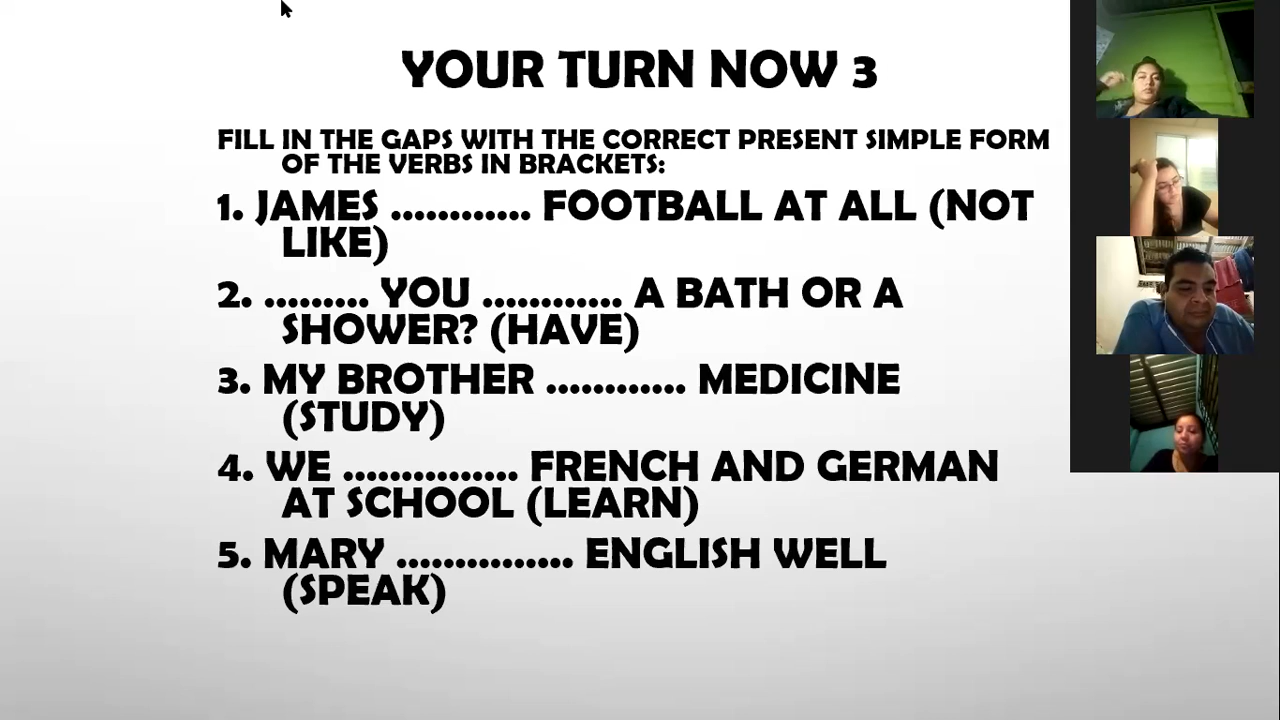 YOUR TURN NOW 3
FILL IN THE GAPS WITH THE CORRECT PRESENT SIMPLE FORM
OF THE VERBS IN BRACKETS:
1. JAMES ............ FOOTBALL AT ALL (NOT
LIKE)
2. ......... YOU ............ A BATH OR A
SHOWER? (HAVE)
3. MY BROTHER ............ MEDICINE
(STUDY)
4. WE ............... FRENCH AND GERMAN
AT SCHOOL (LEARN)
5. MARY ............... ENGLISH WELL
(SPEAK)